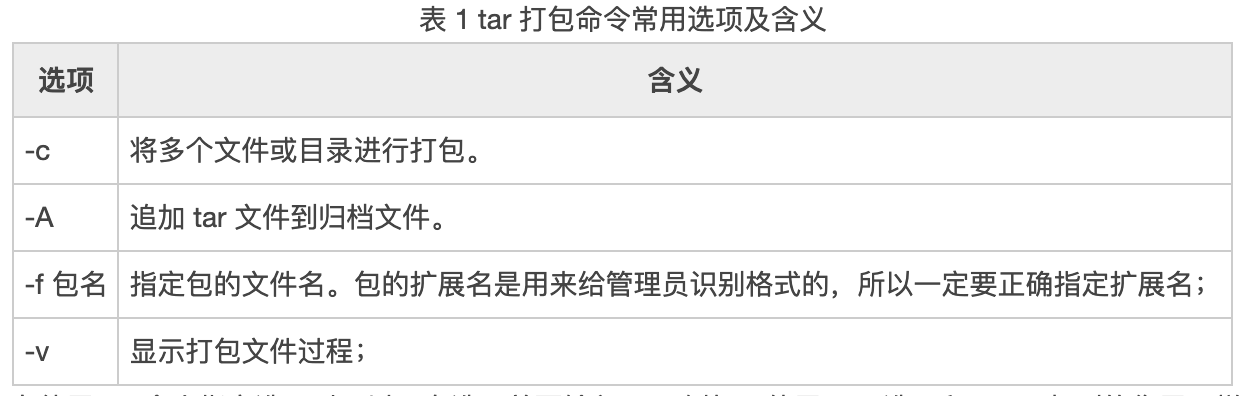 表 1 tar 打包命令常用选项及含义
选项 含义
-c 将多个文件或目录进行打包。
-A 追加 tar 文件到归档文件。
-f 包名 指定包的文件名。包的扩展名是用来给管理员识别格式的，所以一定要正确指定扩展名；
-v 显示打包文件过程；